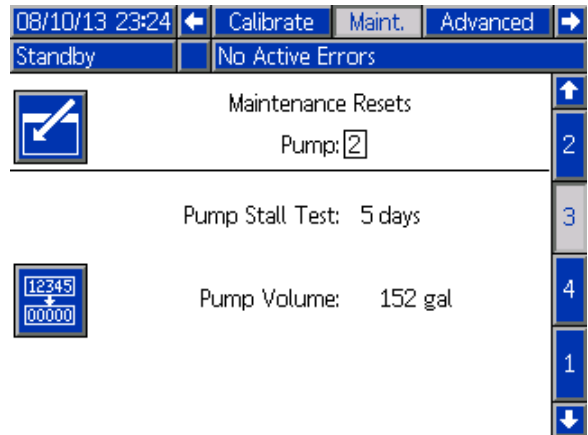 08/10/13 23:24 Calibrate Maint. Advanced
Standby No Active Errors
Maintenance Resets
Pump: 2
2
Pump Stall Test: 5 days
3
12345
00000
Pump Volume: 152 gal
4
1